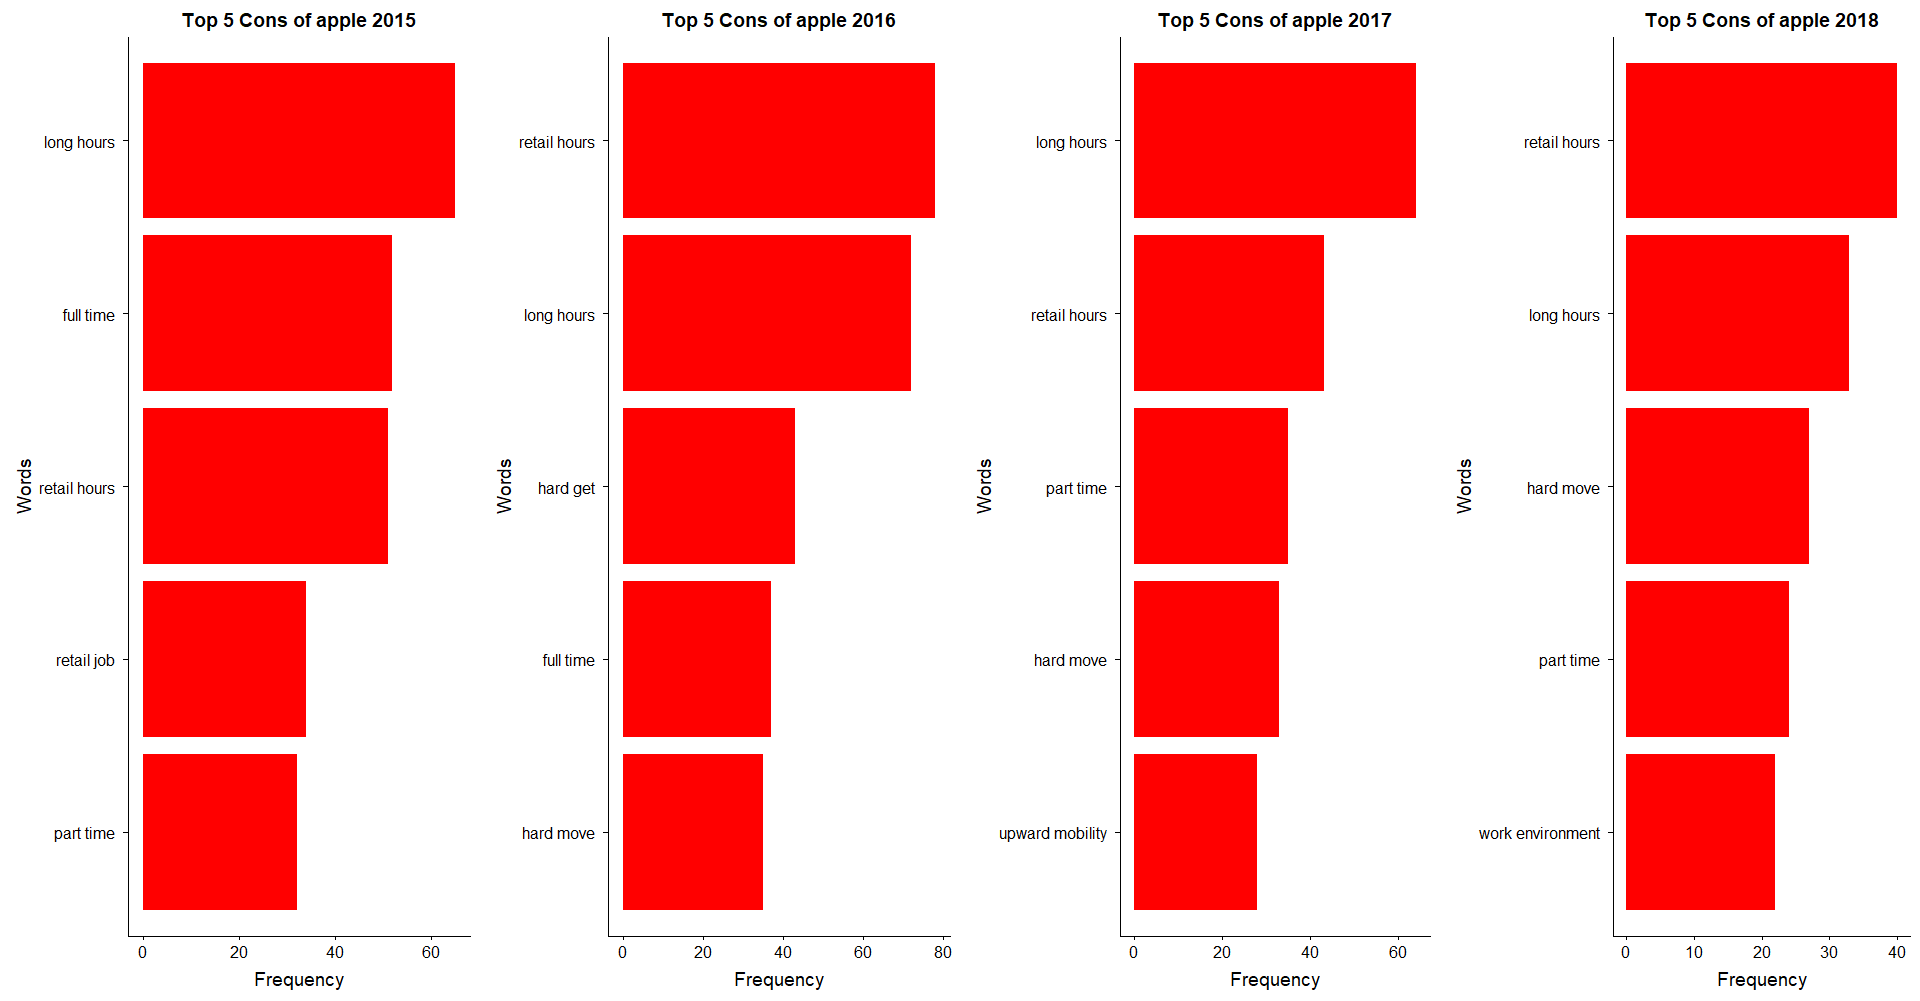 Top 5 Cons of apple 2015
Words
long hours
full time
retail hours
retail job
part time
0 20 40 60
Frequency
Top 5 Cons of apple 2016
Words
retail hours
long hours
hard get
full time
hard move
0 20 40 60 80
Frequency
Top 5 Cons of apple 2017
Words
long hours
retail hours
part time
hard move
upward mobility
0 20 40 60
Frequency
Top 5 Cons of apple 2018
Words
retail hours
long hours
hard move
part time
work environment
0 10 20 30 40
Frequency